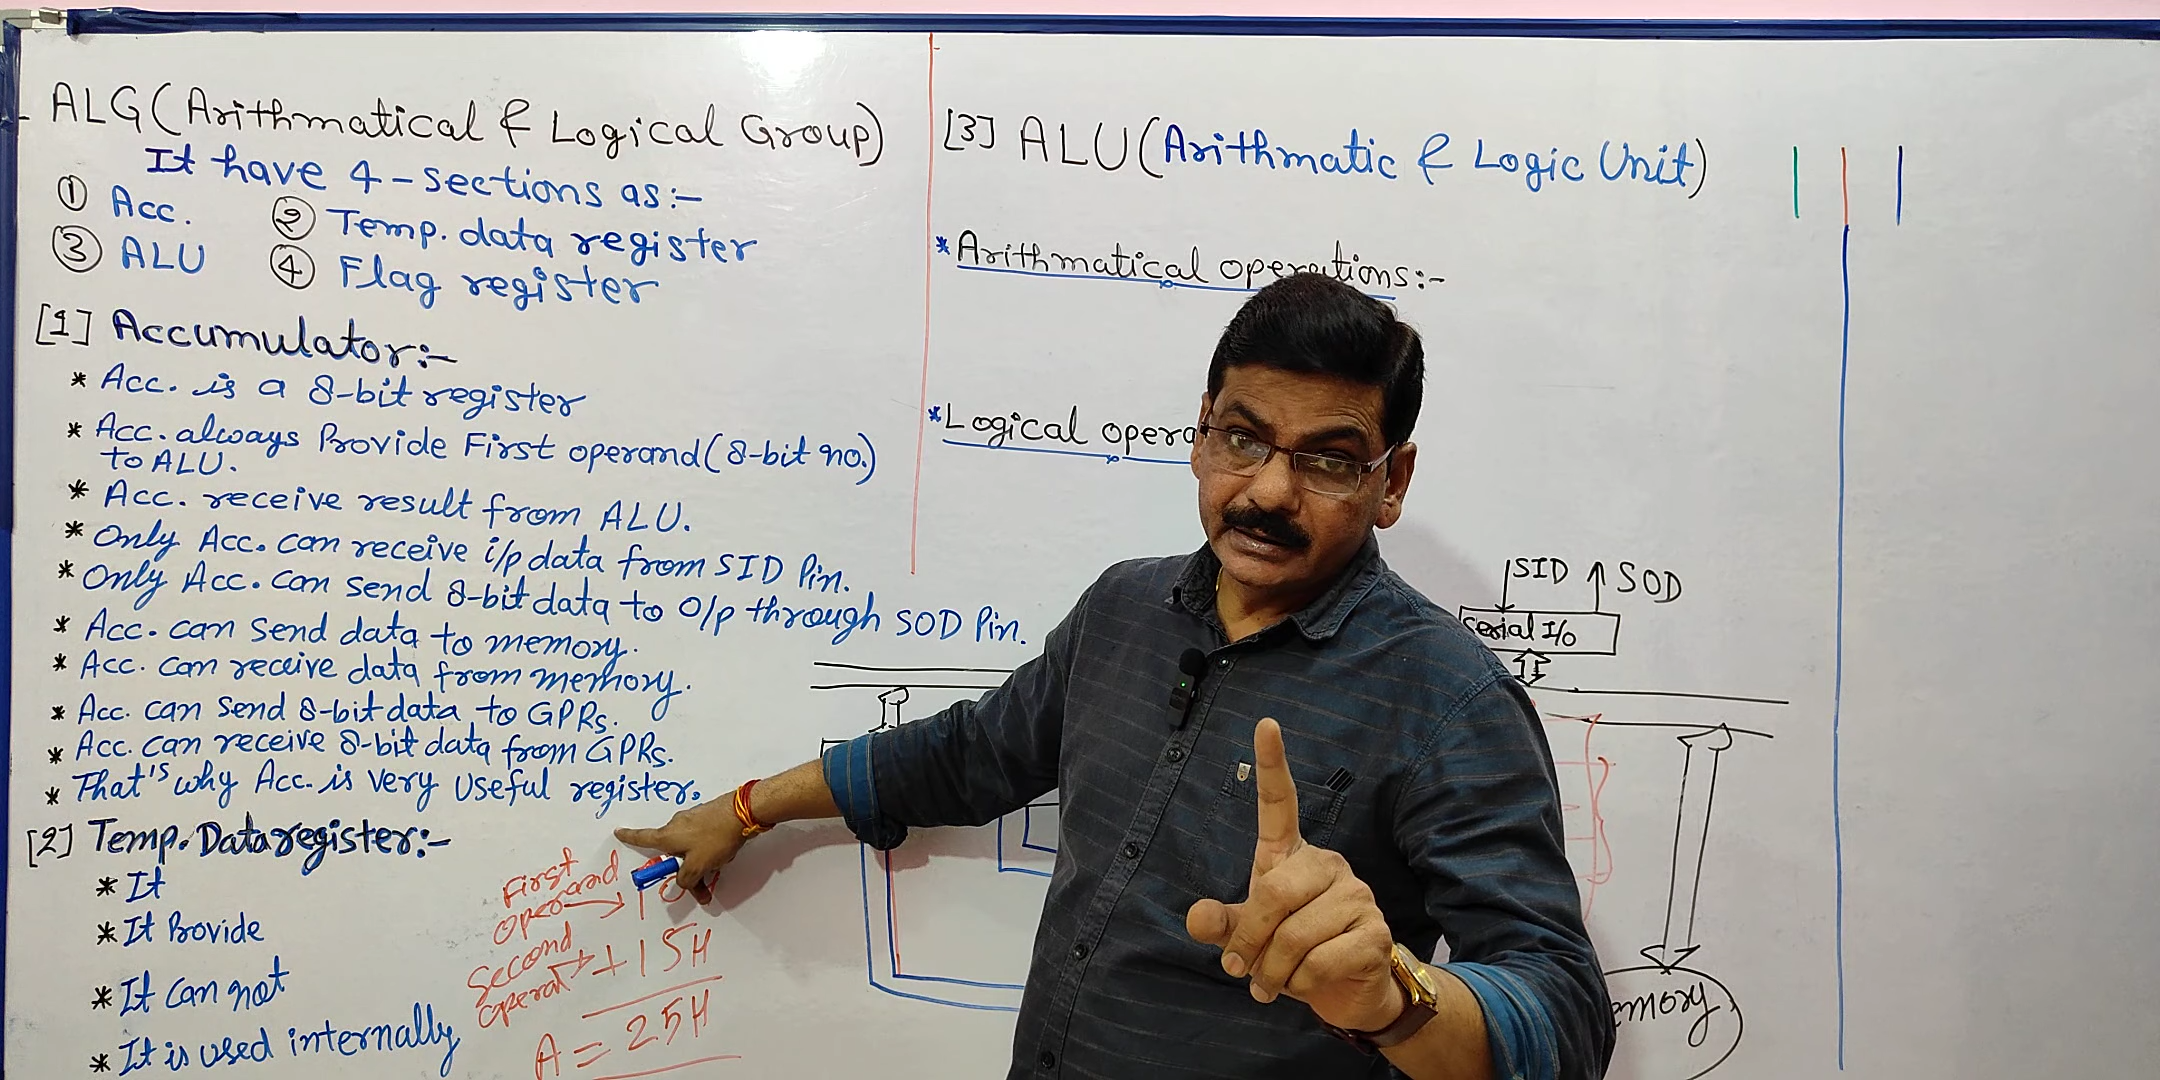 ALG (Arithmatical & Logical Group)
It have 4-sections as:-
① Acc. ② Temp. data register
③ ALU ④ Flag register
[1] Accumulator:-
* Acc. is a 8-bit register
* Acc. always Provide First operand (8-bit no.)
to ALU.
* Acc. receive result from ALU.
* Only Acc. can receive i/p data from SID Pin.
* Only Acc. can send 8-bit data to O/p through SOD Pin.
* Acc. can send data to memory.
* Acc. can receive data from memory.
* Acc. can send 8-bit data to GPRs.
* Acc. can receive 8-bit data from GPRs.
* That's why Acc. is very useful register.
[2] Temp. Data register:-
* It
* It Provide
* It can not
* It is used internally
First
operand → 10
Second
operat → + 15H
A = 25H
[3] ALU (Arithmatic & Logic Unit)
* Arithmatical operations:-
* Logical opera
SID SOD
Serial I/o
emory